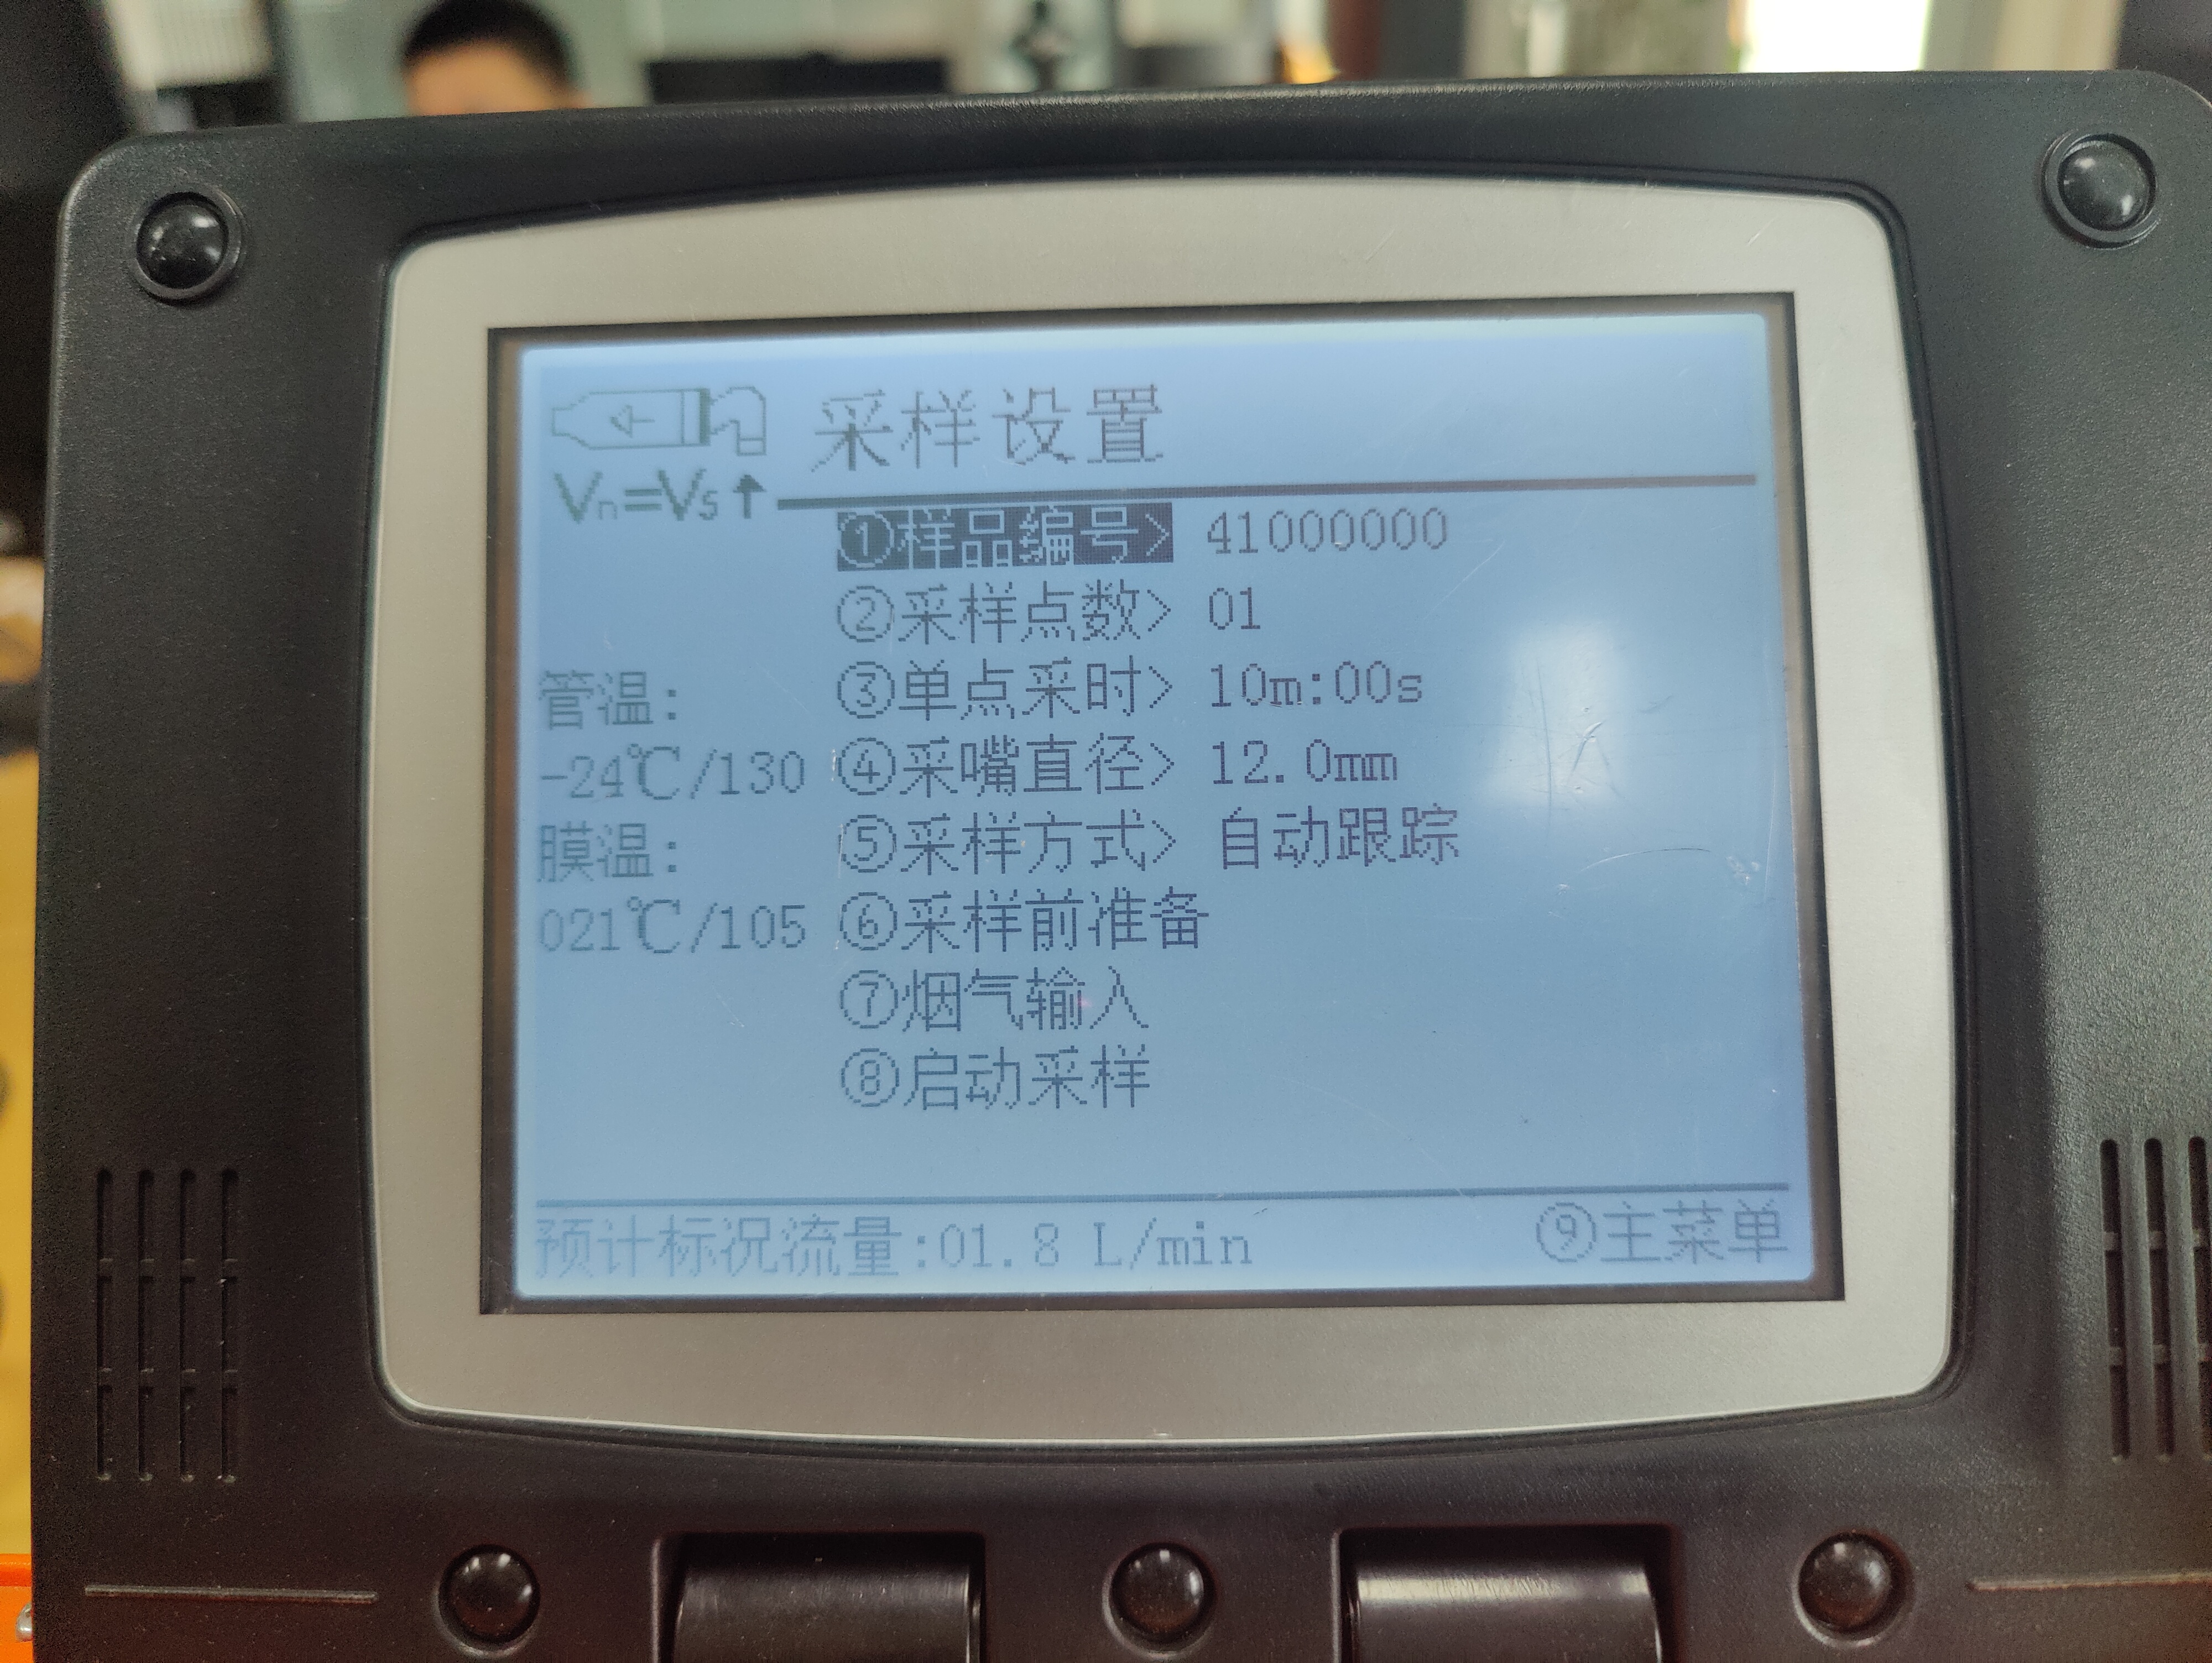 采样设置
Vn=Vs↑
①样品编号> 41000000
②采样点数> 01
③单点采时> 10m:00s
④采嘴直径> 12.0mm
⑤采样方式> 自动跟踪
⑥采样前准备
⑦烟气输入
⑧启动采样
管温:
-24℃/130
膜温:
021℃/105
预计标况流量:01.8 L/min
⑨主菜单